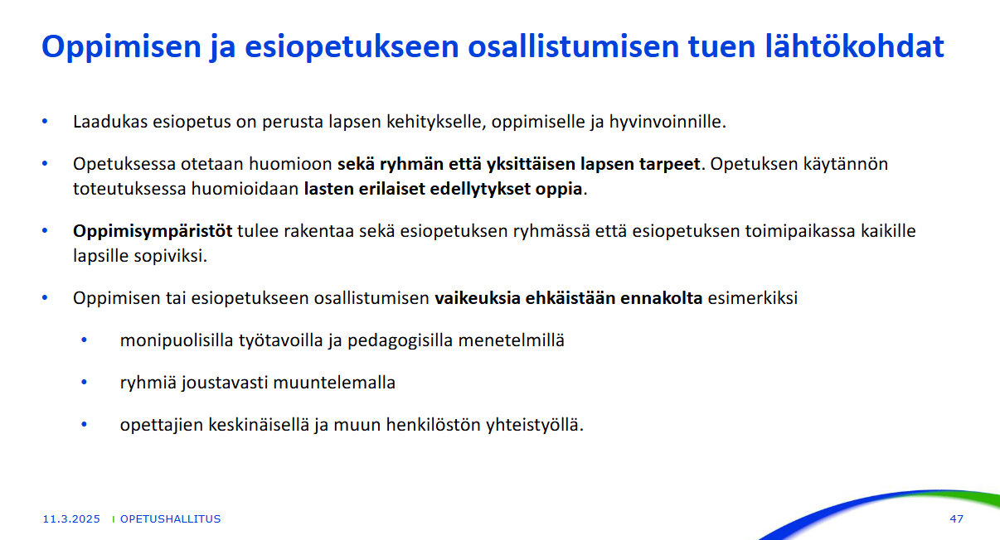 Oppimisen ja esiopetukseen osallistumisen tuen lähtökohdat
• Laadukas esiopetus on perusta lapsen kehitykselle, oppimiselle ja hyvinvoinnille.
• Opetuksessa otetaan huomioon sekä ryhmän että yksittäisen lapsen tarpeet. Opetuksen käytännön
toteutuksessa huomioidaan lasten erilaiset edellytykset oppia.
• Oppimisympäristöt tulee rakentaa sekä esiopetuksen ryhmässä että esiopetuksen toimipaikassa kaikille
lapsille sopiviksi.
• Oppimisen tai esiopetukseen osallistumisen vaikeuksia ehkäistään ennakolta esimerkiksi
• monipuolisilla työtavoilla ja pedagogisilla menetelmillä
• ryhmiä joustavasti muuntelemalla
• opettajien keskinäisellä ja muun henkilöstön yhteistyöllä.
11.3.2025 | OPETUSHALLITUS 47